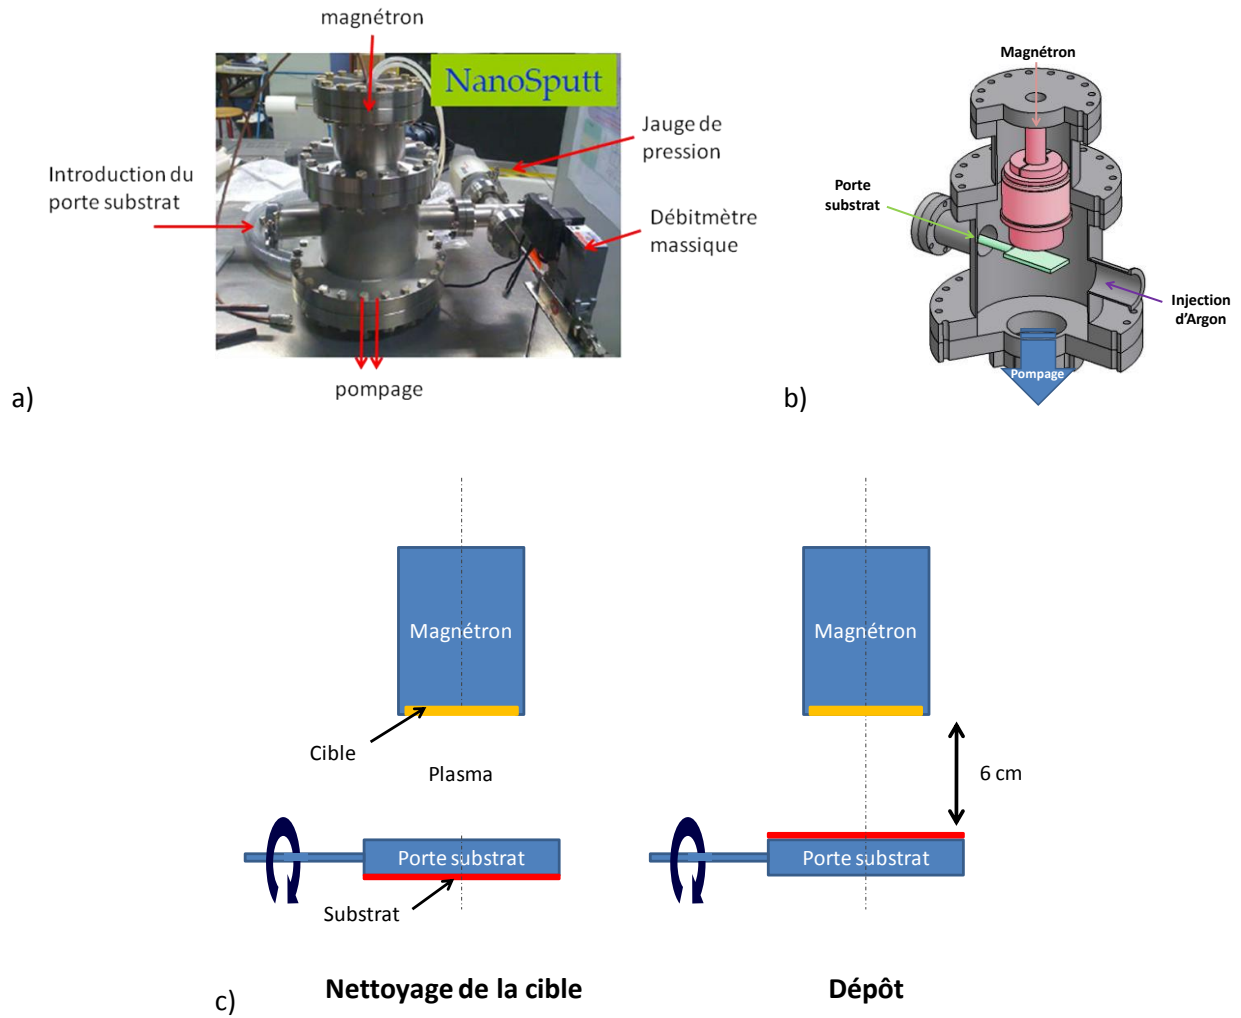 magnétron
NanoSputt
Jauge de
pression
Introduction du
porte substrat
Débitmètre
massique
pompage
a)
Magnétron
Porte
substrat
Injection
d'Argon
Pompage
b)
Magnétron
Cible
Plasma
Porte substrat
Substrat
Nettoyage de la cible
Magnétron
6 cm
Porte substrat
Dépôt
c)